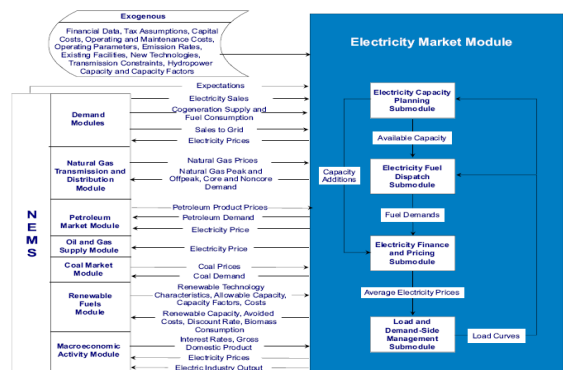 Exogenous
Financial Data, Tax Assumptions, Capital
Costs, Operating and Maintenance Costs,
Operating Parameters, Emission Rates,
Existing Facilities, New Technologies,
Transmission Constraints, Hydropower
Capacity and Capacity Factors
Electricity Market Module
NEMS
Expectations
Demand
Modules
Electricity Sales
Cogeneration Supply and
Fuel Consumption
Sales to Grid
Electricity Prices
Natural Gas
Transmission and
Distribution
Module
Natural Gas Prices
Natural Gas Peak and
Offpeak, Core and Noncore
Demand
Petroleum
Market Module
Petroleum Product Prices
Petroleum Demand
Electricity Price
Oil and Gas
Supply Module
Electricity Price
Coal Market
Module
Coal Prices
Coal Demand
Renewable
Fuels
Module
Renewable Technology
Characteristics, Allowable Capacity,
Capacity Factors, Costs
Renewable Capacity, Avoided
Costs, Discount Rate, Biomass
Consumption
Macroeconomic
Activity Module
Interest Rates, Gross
Domestic Product
Electricity Prices
Electric Industry Output
Electricity Capacity
Planning
Submodule
Available Capacity
Capacity
Additions
Electricity Fuel
Dispatch
Submodule
Fuel Demands
Electricity Finance
and Pricing
Submodule
Average Electricity Prices
Load and
Demand-Side
Management
Submodule
Load Curves